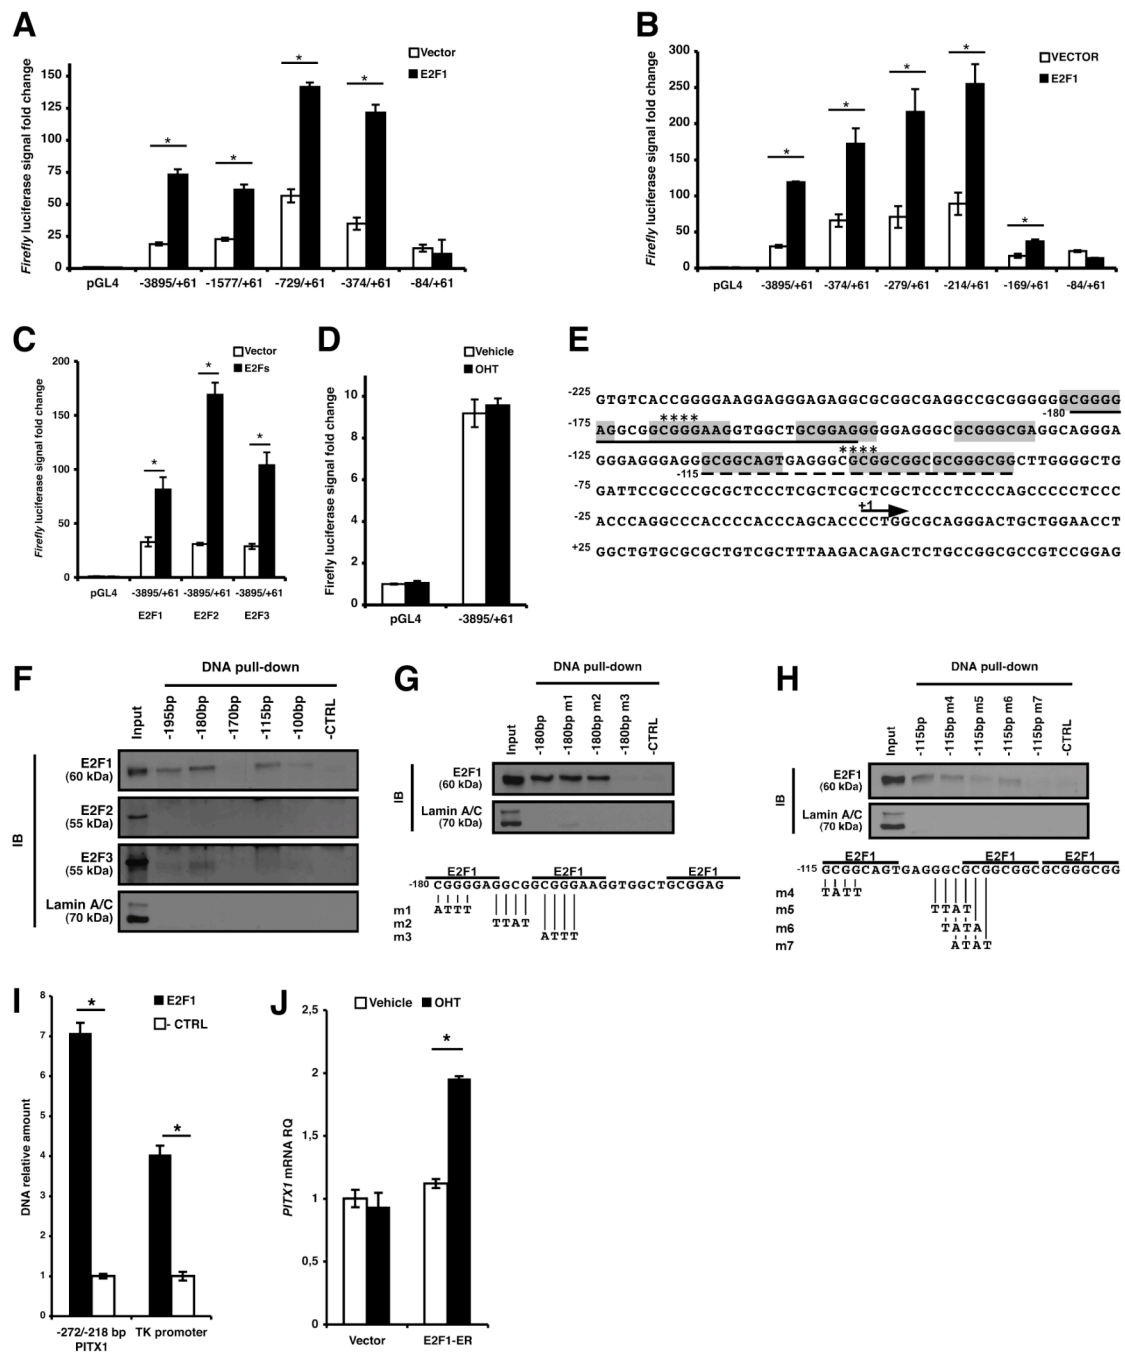 A
Vector
E2F1
Firefly luciferase signal fold change
150
125
100
75
50
25
0
* * * *
pGL4 -3895/+61 -1577/+61 -729/+61 -374/+61 -84/+61
B
VECTOR
E2F1
Firefly luciferase signal fold change
300
250
200
150
100
50
0
* * * * *
pGL4 -3895/+61 -374/+61 -279/+61 -214/+61 -169/+61 -84/+61
C
Vector
E2Fs
Firefly luciferase signal fold change
200
150
100
50
0
* * *
pGL4 -3895/+61 -3895/+61 -3895/+61
E2F1 E2F2 E2F3
D
Vehicle
OHT
Firefly luciferase signal fold change
10
8
6
4
2
0
pGL4 -3895/+61
E
-225 GTGTCACCGGGGAAGGAGGGAGAGGCGCGGCGAGGCCGCGGGGGGCGGGG
-180
****
-175 AGGCGGCGGGAAGGTGGCTGCGGAGGGGGAGGGCGCGGGCGAGGCAGGGA
****
-125 GGGAGGGAGGGCGGCAGTGAGGGCGCGGCGGCGCGGGCGGCTTGGGGCTG
-115
-75 GATTCCGCCCGCGCTCCCTCGCTCGCTCGCTCCCTCCCCAGCCCCCTCCC
+1
-25 ACCCAGGCCCACCCCACCCAGCACCCCTGGCGCAGGGACTGCTGGAACCT
+25 GGCTGTGCGCGCTGTCGCTTTAAGACAGACTCTGCCGGCGCCGTCCGGAG
F
DNA pull-down
Input -195bp -180bp -170bp -115bp -100bp -CTRL
IB
E2F1
(60 kDa)
E2F2
(55 kDa)
E2F3
(55 kDa)
Lamin A/C
(70 kDa)
G
DNA pull-down
Input -180bp -180bp m1 -180bp m2 -180bp m3 -CTRL
IB
E2F1
(60 kDa)
Lamin A/C
(70 kDa)
E2F1 E2F1 E2F1
-180 CGGGGAGGCGGCGGGAAGGTGGCTGCGGAG
m1 ATTT
m2 TTAT
m3 ATTT
H
DNA pull-down
Input -115bp -115bp m4 -115bp m5 -115bp m6 -115bp m7 -CTRL
IB
E2F1
(60 kDa)
Lamin A/C
(70 kDa)
E2F1 E2F1 E2F1
-115 GCGGCAGTGAGGGCGCGGCGGCGCGGGCGG
m4 TATT
m5 TTAT
m6 TATA
m7 ATAT
I
E2F1
- CTRL
DNA relative amount
8
7
6
5
4
3
2
1
0
* *
-272/-218 bp TK promoter
PITX1
J
Vehicle OHT
PITX1 mRNA RQ
2,5
2
1,5
1
0,5
0
*
Vector E2F1-ER